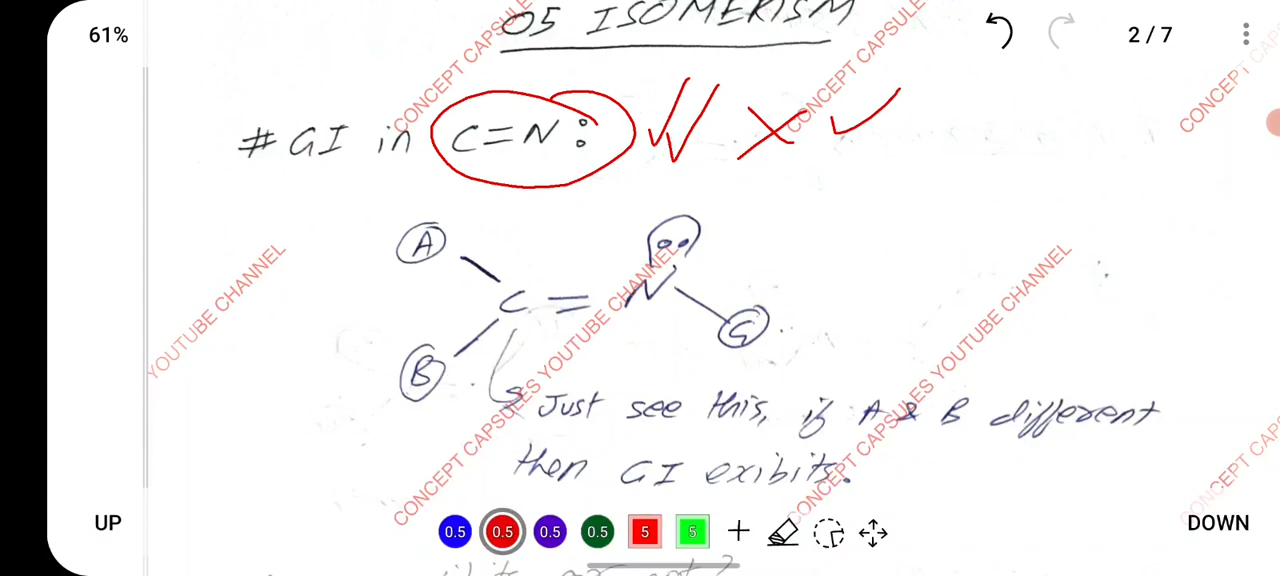 61%
05 ISOMERISM
2 / 7
# GI in C=N:
A
C = N
G
B
Just see this, if A & B different
then GI exibits.
UP
0.5 0.5 0.5 0.5 5 5 +
DOWN
CONCEPT CAPSULES YOUTUBE CHANNEL